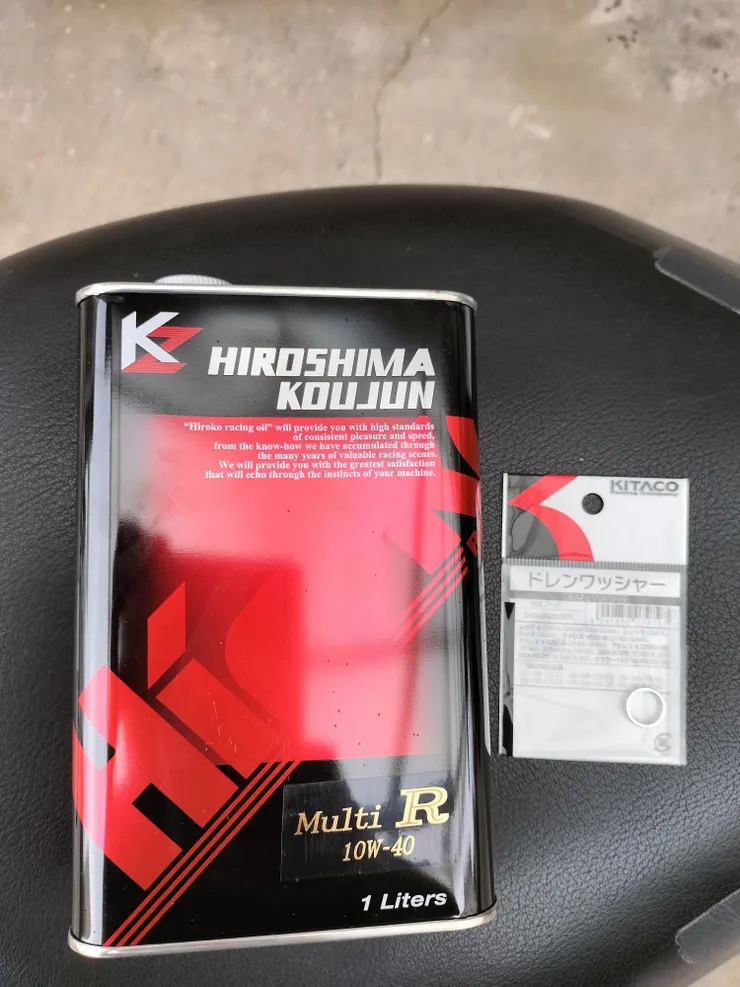 KZ
HIROSHIMA
KOUJUN
“Hiroko racing oil” will provide you with high standards
of consistent pleasure and speed,
from the know-how we have accumulated through
the many years of valuable racing scenes.
We will provide you with the greatest satisfaction
that will echo through the instincts of your machine.
Multi R
10W-40
1 Liters
KITACO
ドレンワッシャー